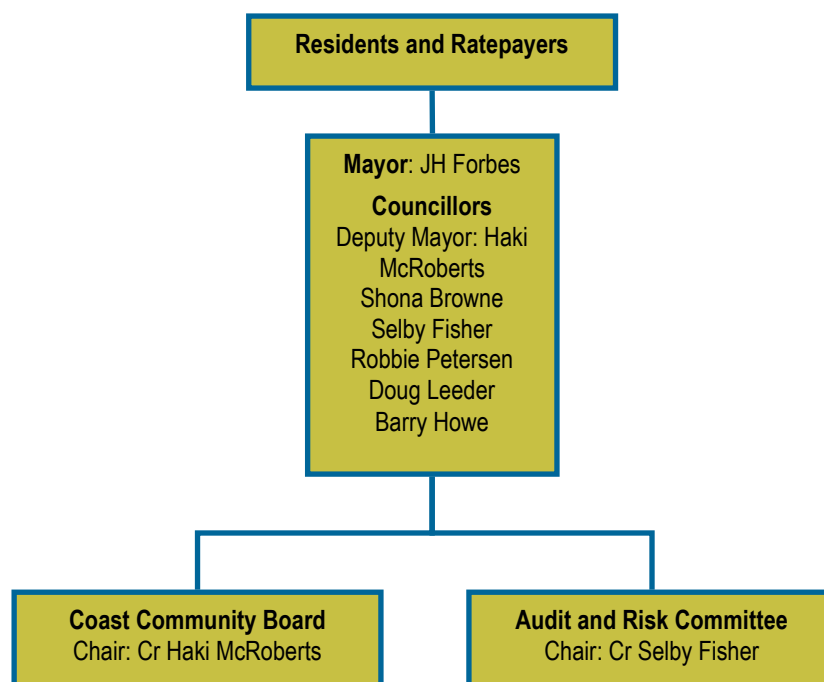 Residents and Ratepayers
Mayor: JH Forbes
Councillors
Deputy Mayor: Haki
McRoberts
Shona Browne
Selby Fisher
Robbie Petersen
Doug Leeder
Barry Howe
Coast Community Board
Chair: Cr Haki McRoberts
Audit and Risk Committee
Chair: Cr Selby Fisher